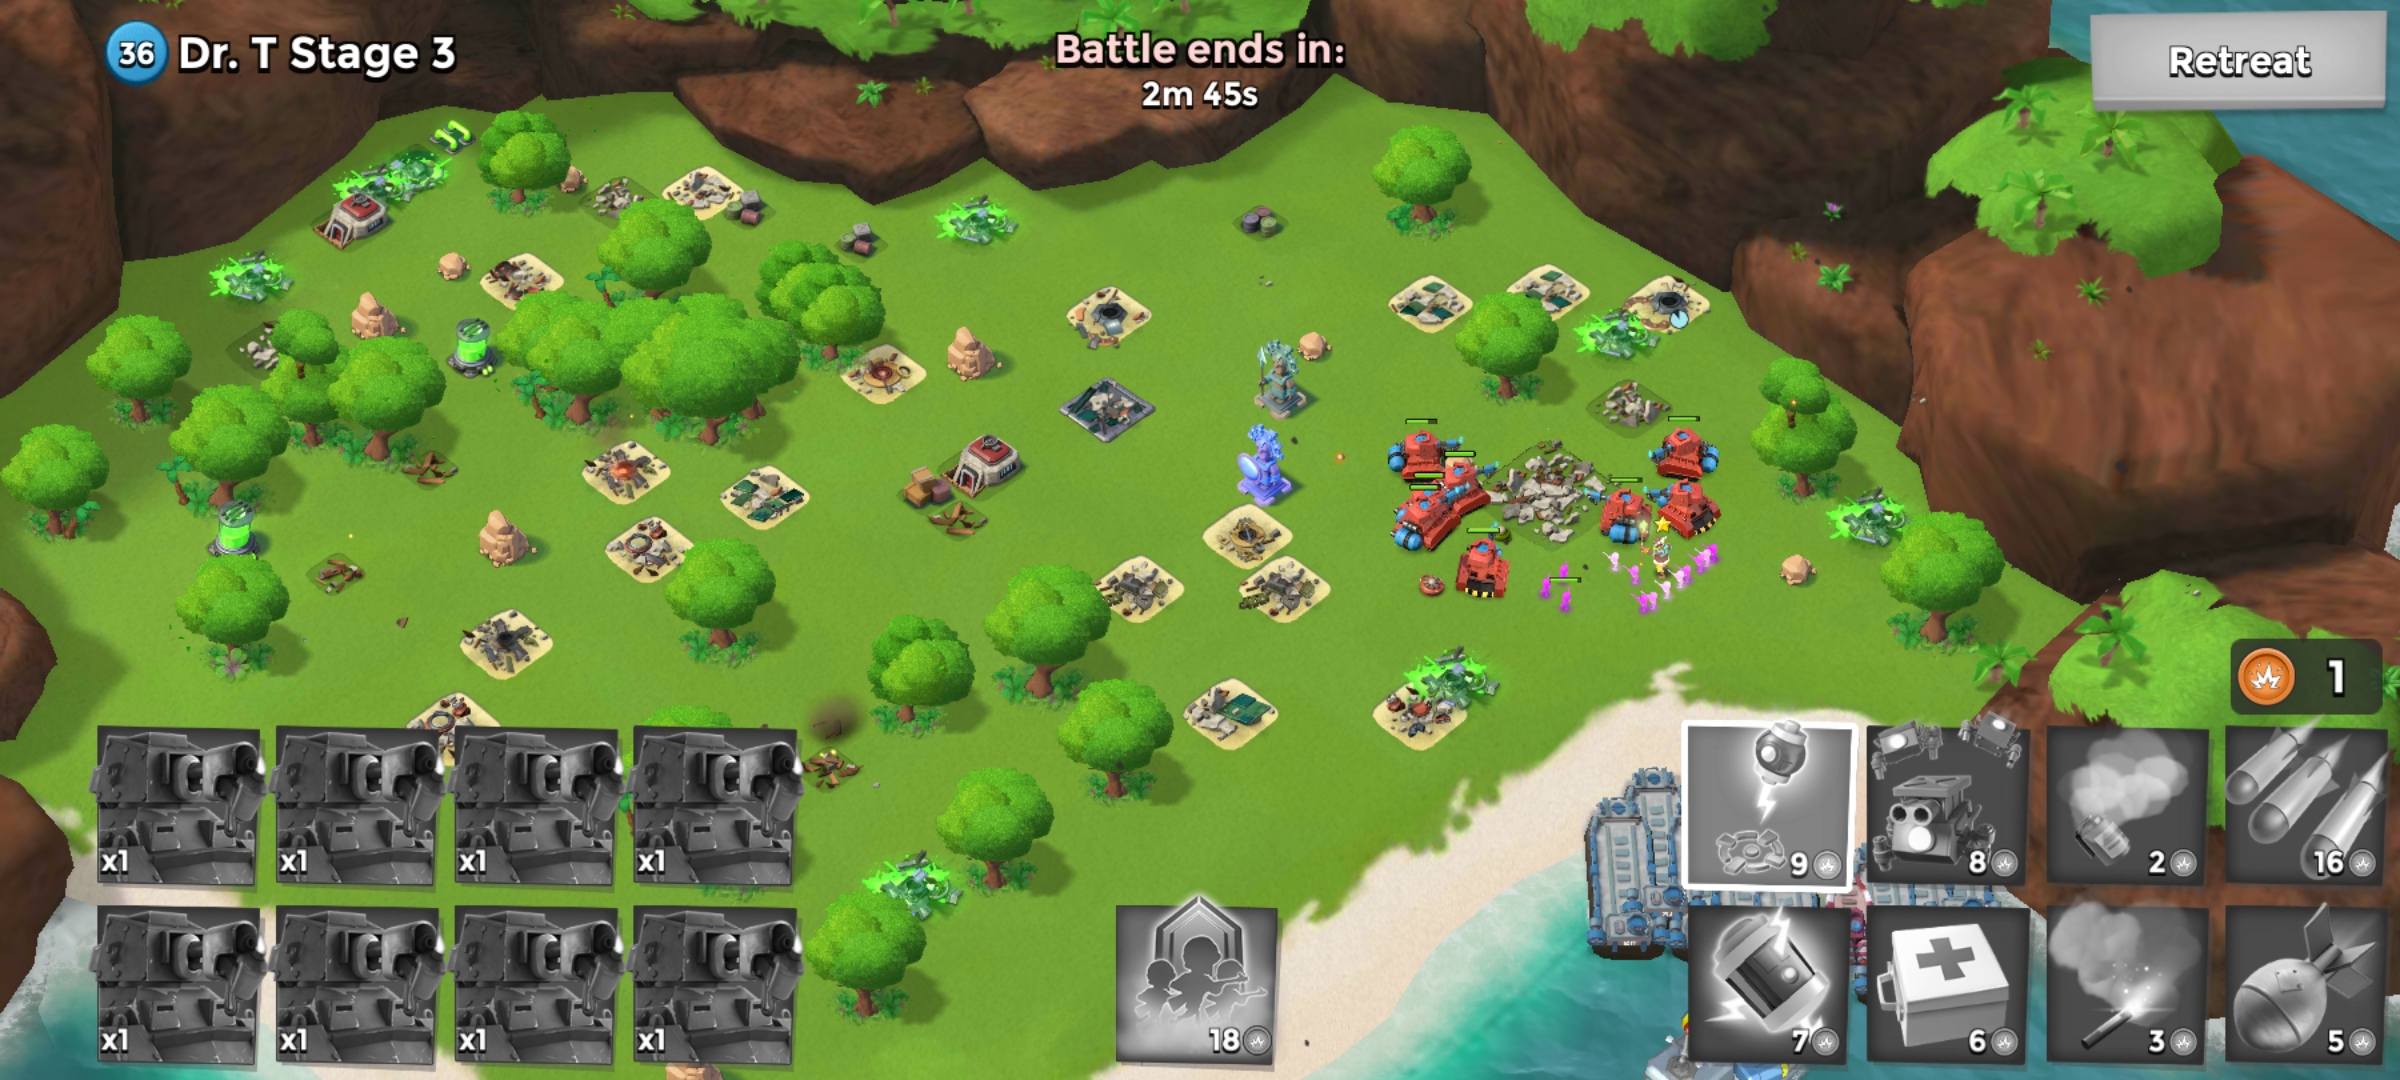 36 Dr. T Stage 3
Battle ends in:
2m 45s
Retreat
1
x1 x1 x1 x1
9 8 2 16
x1 x1 x1 x1
18
7 6 3 5